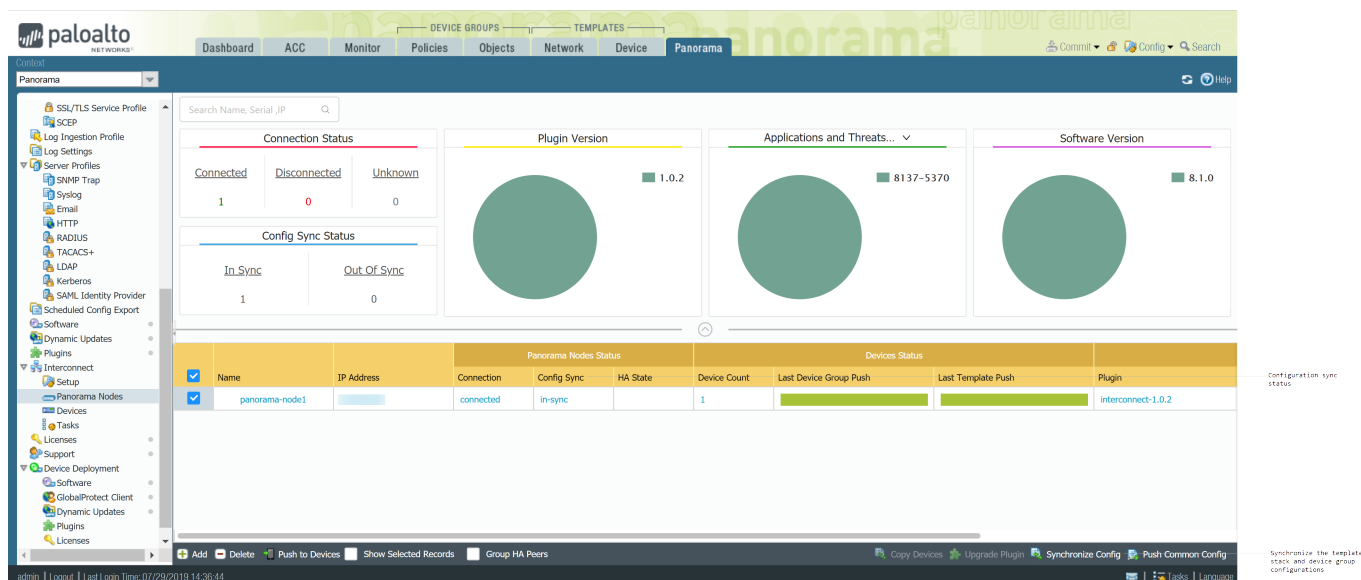 paloalto
NETWORKS®
panorama
panorama
panorama
DEVICE GROUPS
TEMPLATES
Dashboard ACC Monitor Policies Objects Network Device Panorama
Commit Config Search
Context
Panorama
Help
SSL/TLS Service Profile
SCEP
Log Ingestion Profile
Log Settings
Server Profiles
SNMP Trap
Syslog
Email
HTTP
RADIUS
TACACS+
LDAP
Kerberos
SAML Identity Provider
Scheduled Config Export
Software
Dynamic Updates
Plugins
Interconnect
Setup
Panorama Nodes
Devices
Tasks
Licenses
Support
Device Deployment
Software
GlobalProtect Client
Dynamic Updates
Plugins
Licenses
Search Name, Serial ,IP
Connection Status
Connected Disconnected Unknown
1 0 0
Config Sync Status
In Sync Out Of Sync
1 0
Plugin Version
1.0.2
Applications and Threats...
8137-5370
Software Version
8.1.0
Panorama Nodes Status Devices Status
Name IP Address Connection Config Sync HA State Device Count Last Device Group Push Last Template Push Plugin
panorama-node1 connected in-sync 1 interconnect-1.0.2
Configuration sync
status
Add Delete Push to Devices Show Selected Records Group HA Peers Copy Devices Upgrade Plugin Synchronize Config Push Common Config
Synchronize the template
stack and device group
configurations
admin | Logout | Last Login Time: 07/29/2019 14:36:44
Tasks | Language